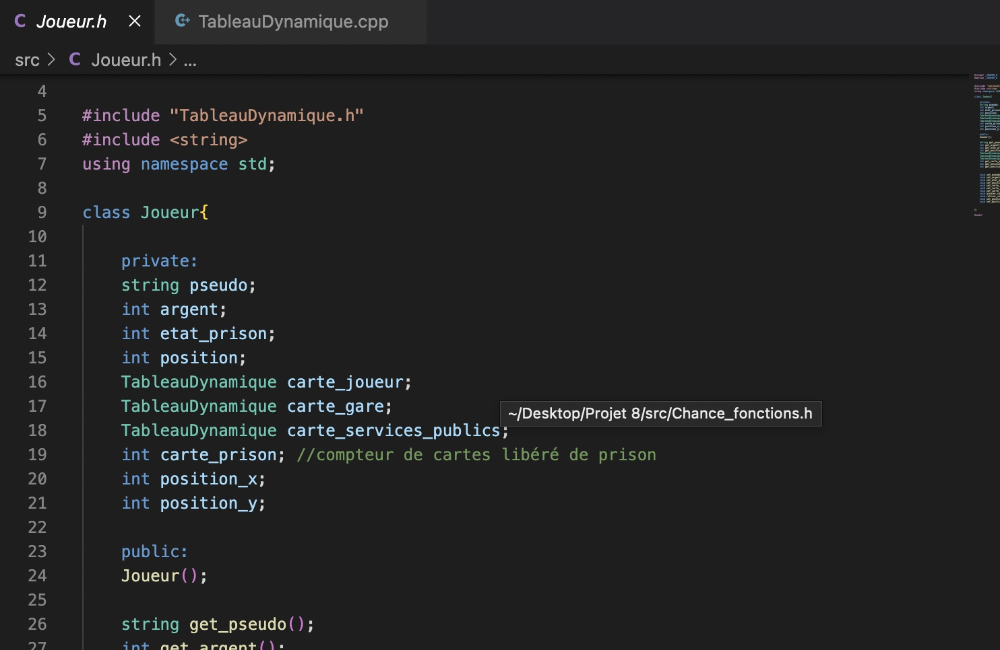 Joueur.h
TableauDynamique.cpp
src > Joueur.h > ...
4
5 #include "TableauDynamique.h"
6 #include <string>
7 using namespace std;
8
9 class Joueur{
10
11 private:
12 string pseudo;
13 int argent;
14 int etat_prison;
15 int position;
16 TableauDynamique carte_joueur;
17 TableauDynamique carte_gare;
~/Desktop/Projet 8/src/Chance_fonctions.h
18 TableauDynamique carte_services_publics;
19 int carte_prison; //compteur de cartes libéré de prison
20 int position_x;
21 int position_y;
22
23 public:
24 Joueur();
25
26 string get_pseudo();
27 int get_argent();